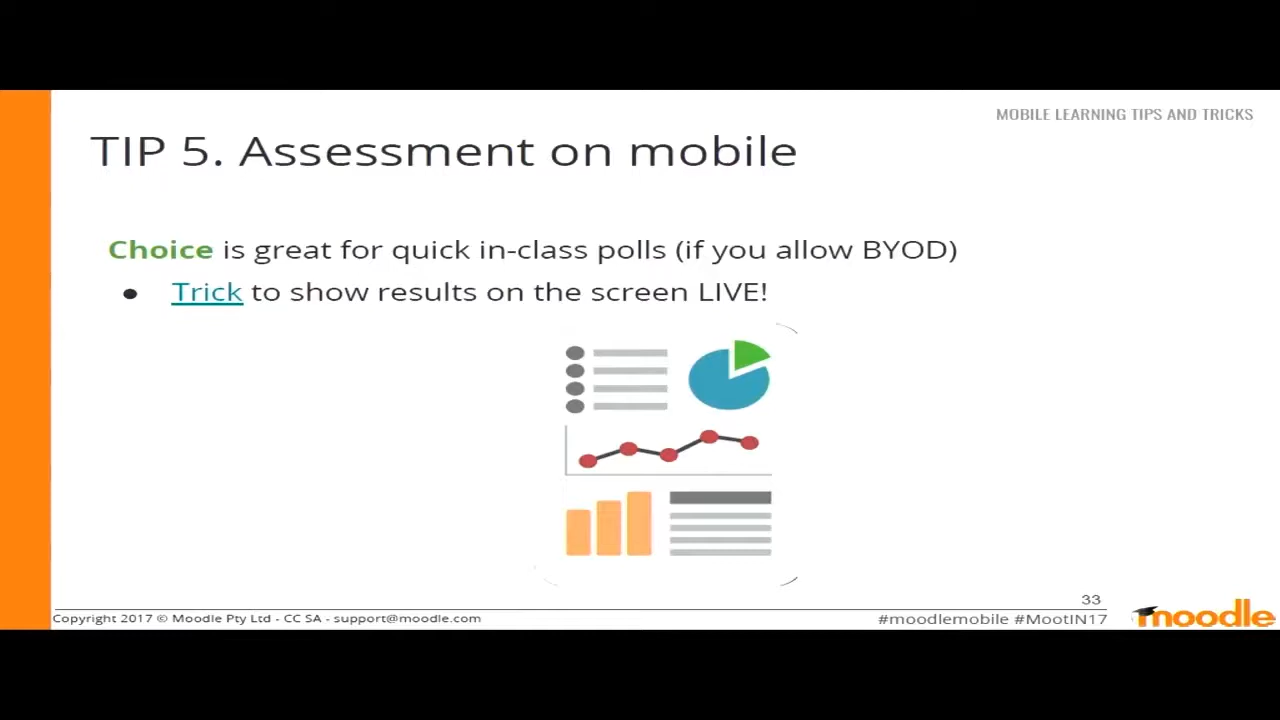 MOBILE LEARNING TIPS AND TRICKS
TIP 5. Assessment on mobile
Choice is great for quick in-class polls (if you allow BYOD)
● Trick to show results on the screen LIVE!
33
Copyright 2017 © Moodle Pty Ltd - CC SA - support@moodle.com
#moodlemobile #MootIN17
moodle